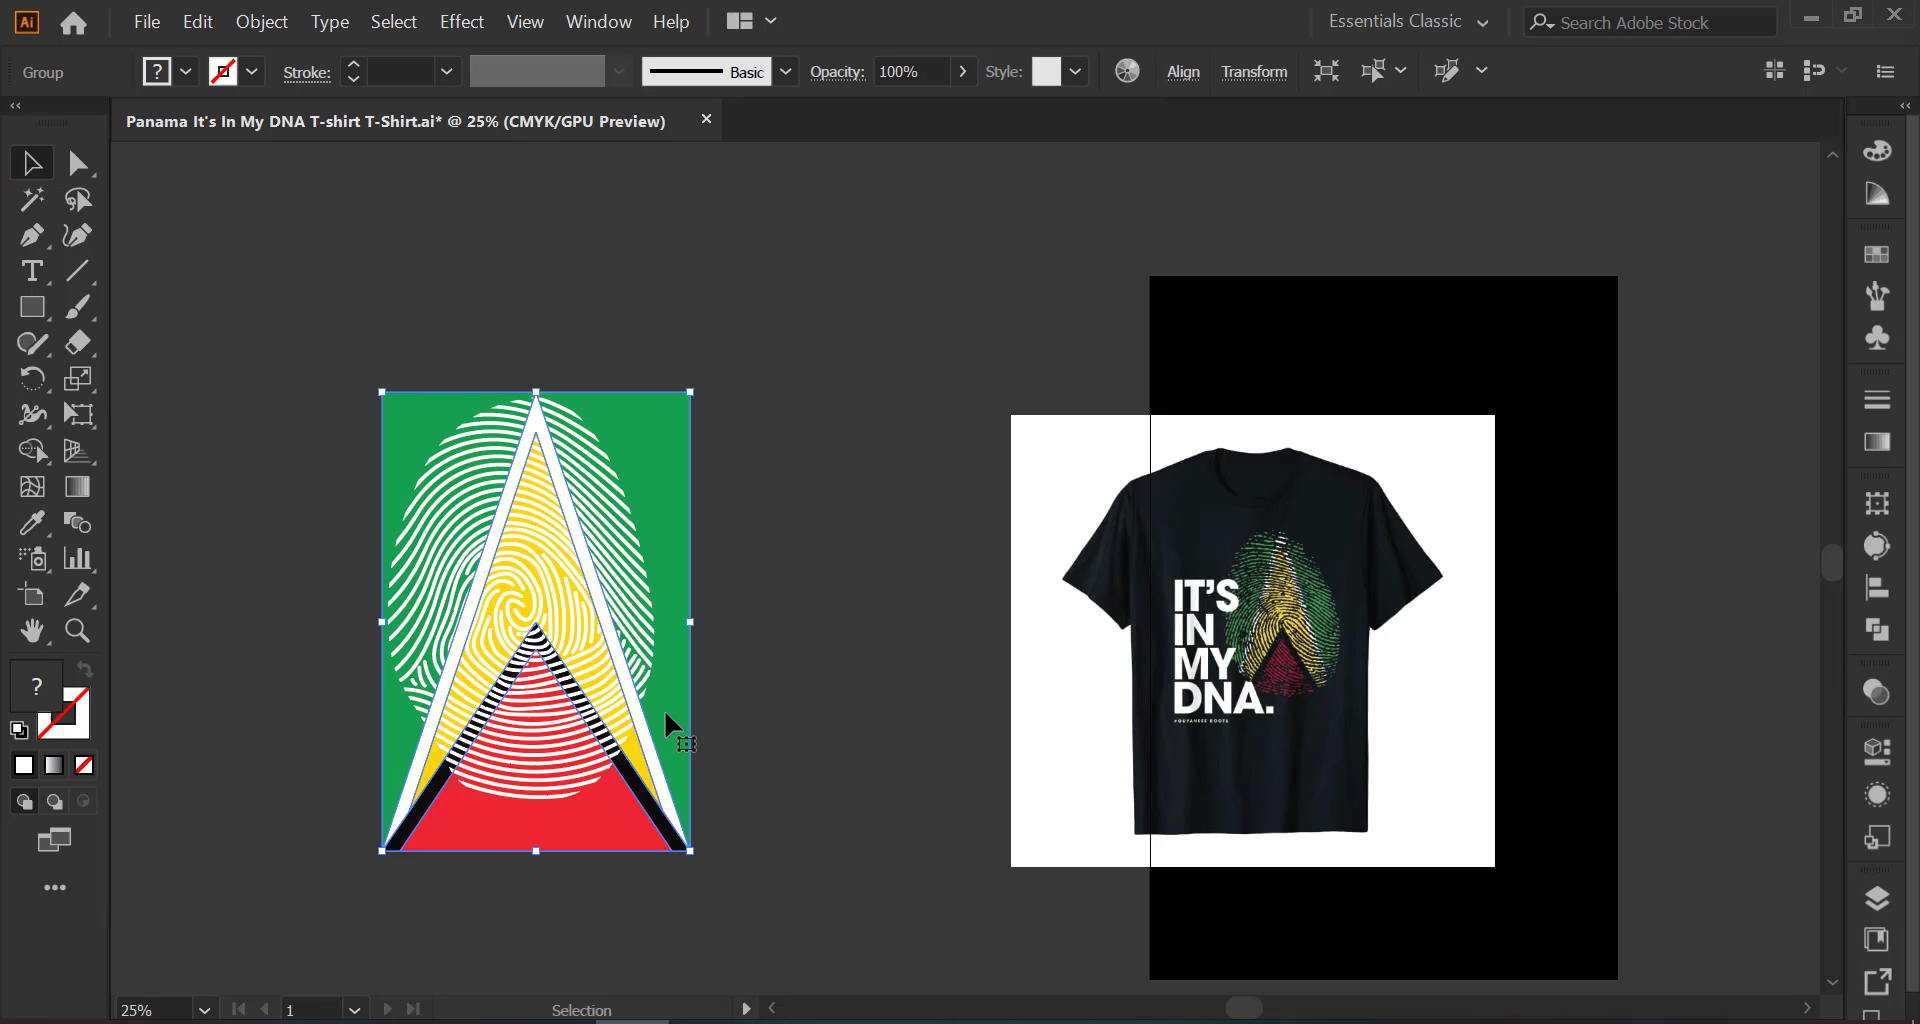 Ai File Edit Object Type Select Effect View Window Help Essentials Classic Search Adobe Stock
Group ? Stroke: Basic Opacity: 100% Style: Align Transform
Panama It's In My DNA T-shirt T-Shirt.ai* @ 25% (CMYK/GPU Preview)
T
?
IT'S
IN
MY
DNA.
#GUYANESE ROOTS
25% 1 Selection